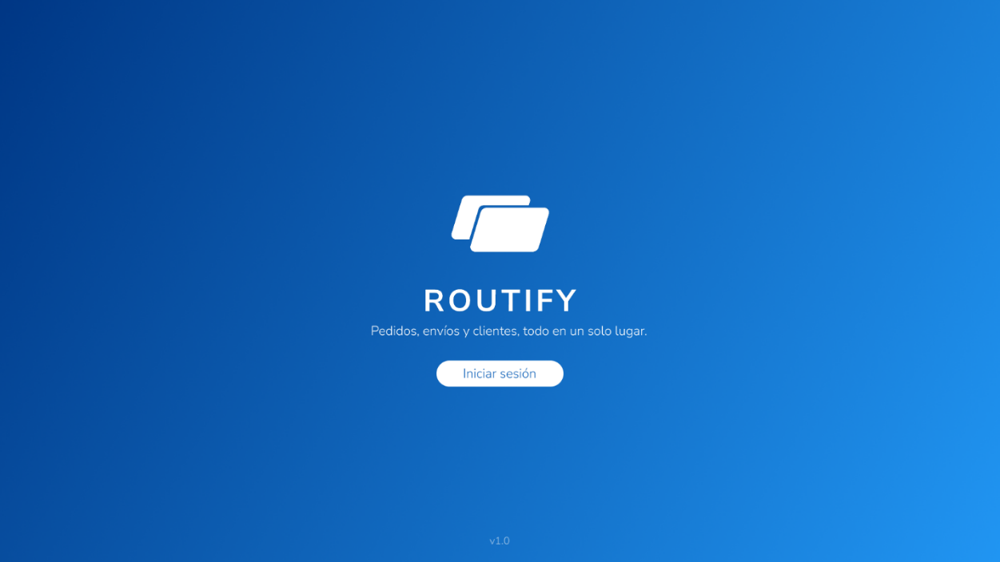 ROUTIFY
Pedidos, envíos y clientes, todo en un solo lugar.
Iniciar sesión
v1.0